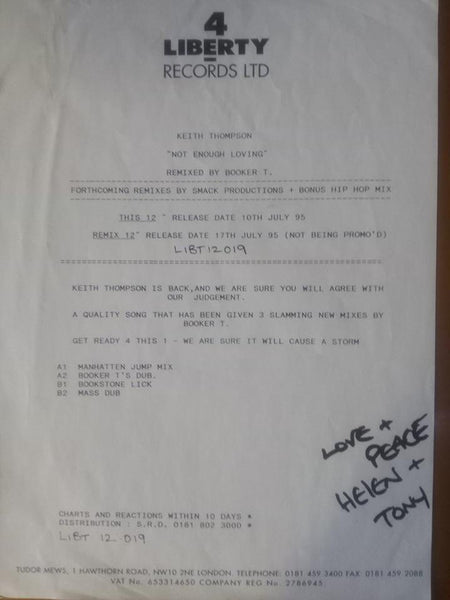 4
LIBERTY
RECORDS LTD
KEITH THOMPSON
"NOT ENOUGH LOVING"
REMIXED BY BOOKER T.
FORTHCOMING REMIXES BY SMACK PRODUCTIONS + BONUS HIP HOP MIX
THIS 12" RELEASE DATE 10TH JULY 95
REMIX 12" RELEASE DATE 17TH JULY 95 (NOT BEING PROMO'D)
LIBT12019
KEITH THOMPSON IS BACK,AND WE ARE SURE YOU WILL AGREE WITH
OUR JUDGEMENT.
A QUALITY SONG THAT HAS BEEN GIVEN 3 SLAMMING NEW MIXES BY
BOOKER T.
GET READY 4 THIS 1 - WE ARE SURE IT WILL CAUSE A STORM
A1 MANHATTEN JUMP MIX
A2 BOOKER T'S DUB.
B1 BOOKSTONE LICK
B2 MASS DUB
LOVE +
PEACE
HELEN +
TONY
CHARTS AND REACTIONS WITHIN 10 DAYS *
DISTRIBUTION : S.R.D. 0181 802 3000 *
LIBT 12-019
TUDOR MEWS, 1 HAWTHORN ROAD, NW10 2NE LONDON TELEPHONE: 0181 459 3400 FAX: 0181 459 2088
VAT No. 653314650 COMPANY REG No. 2786945